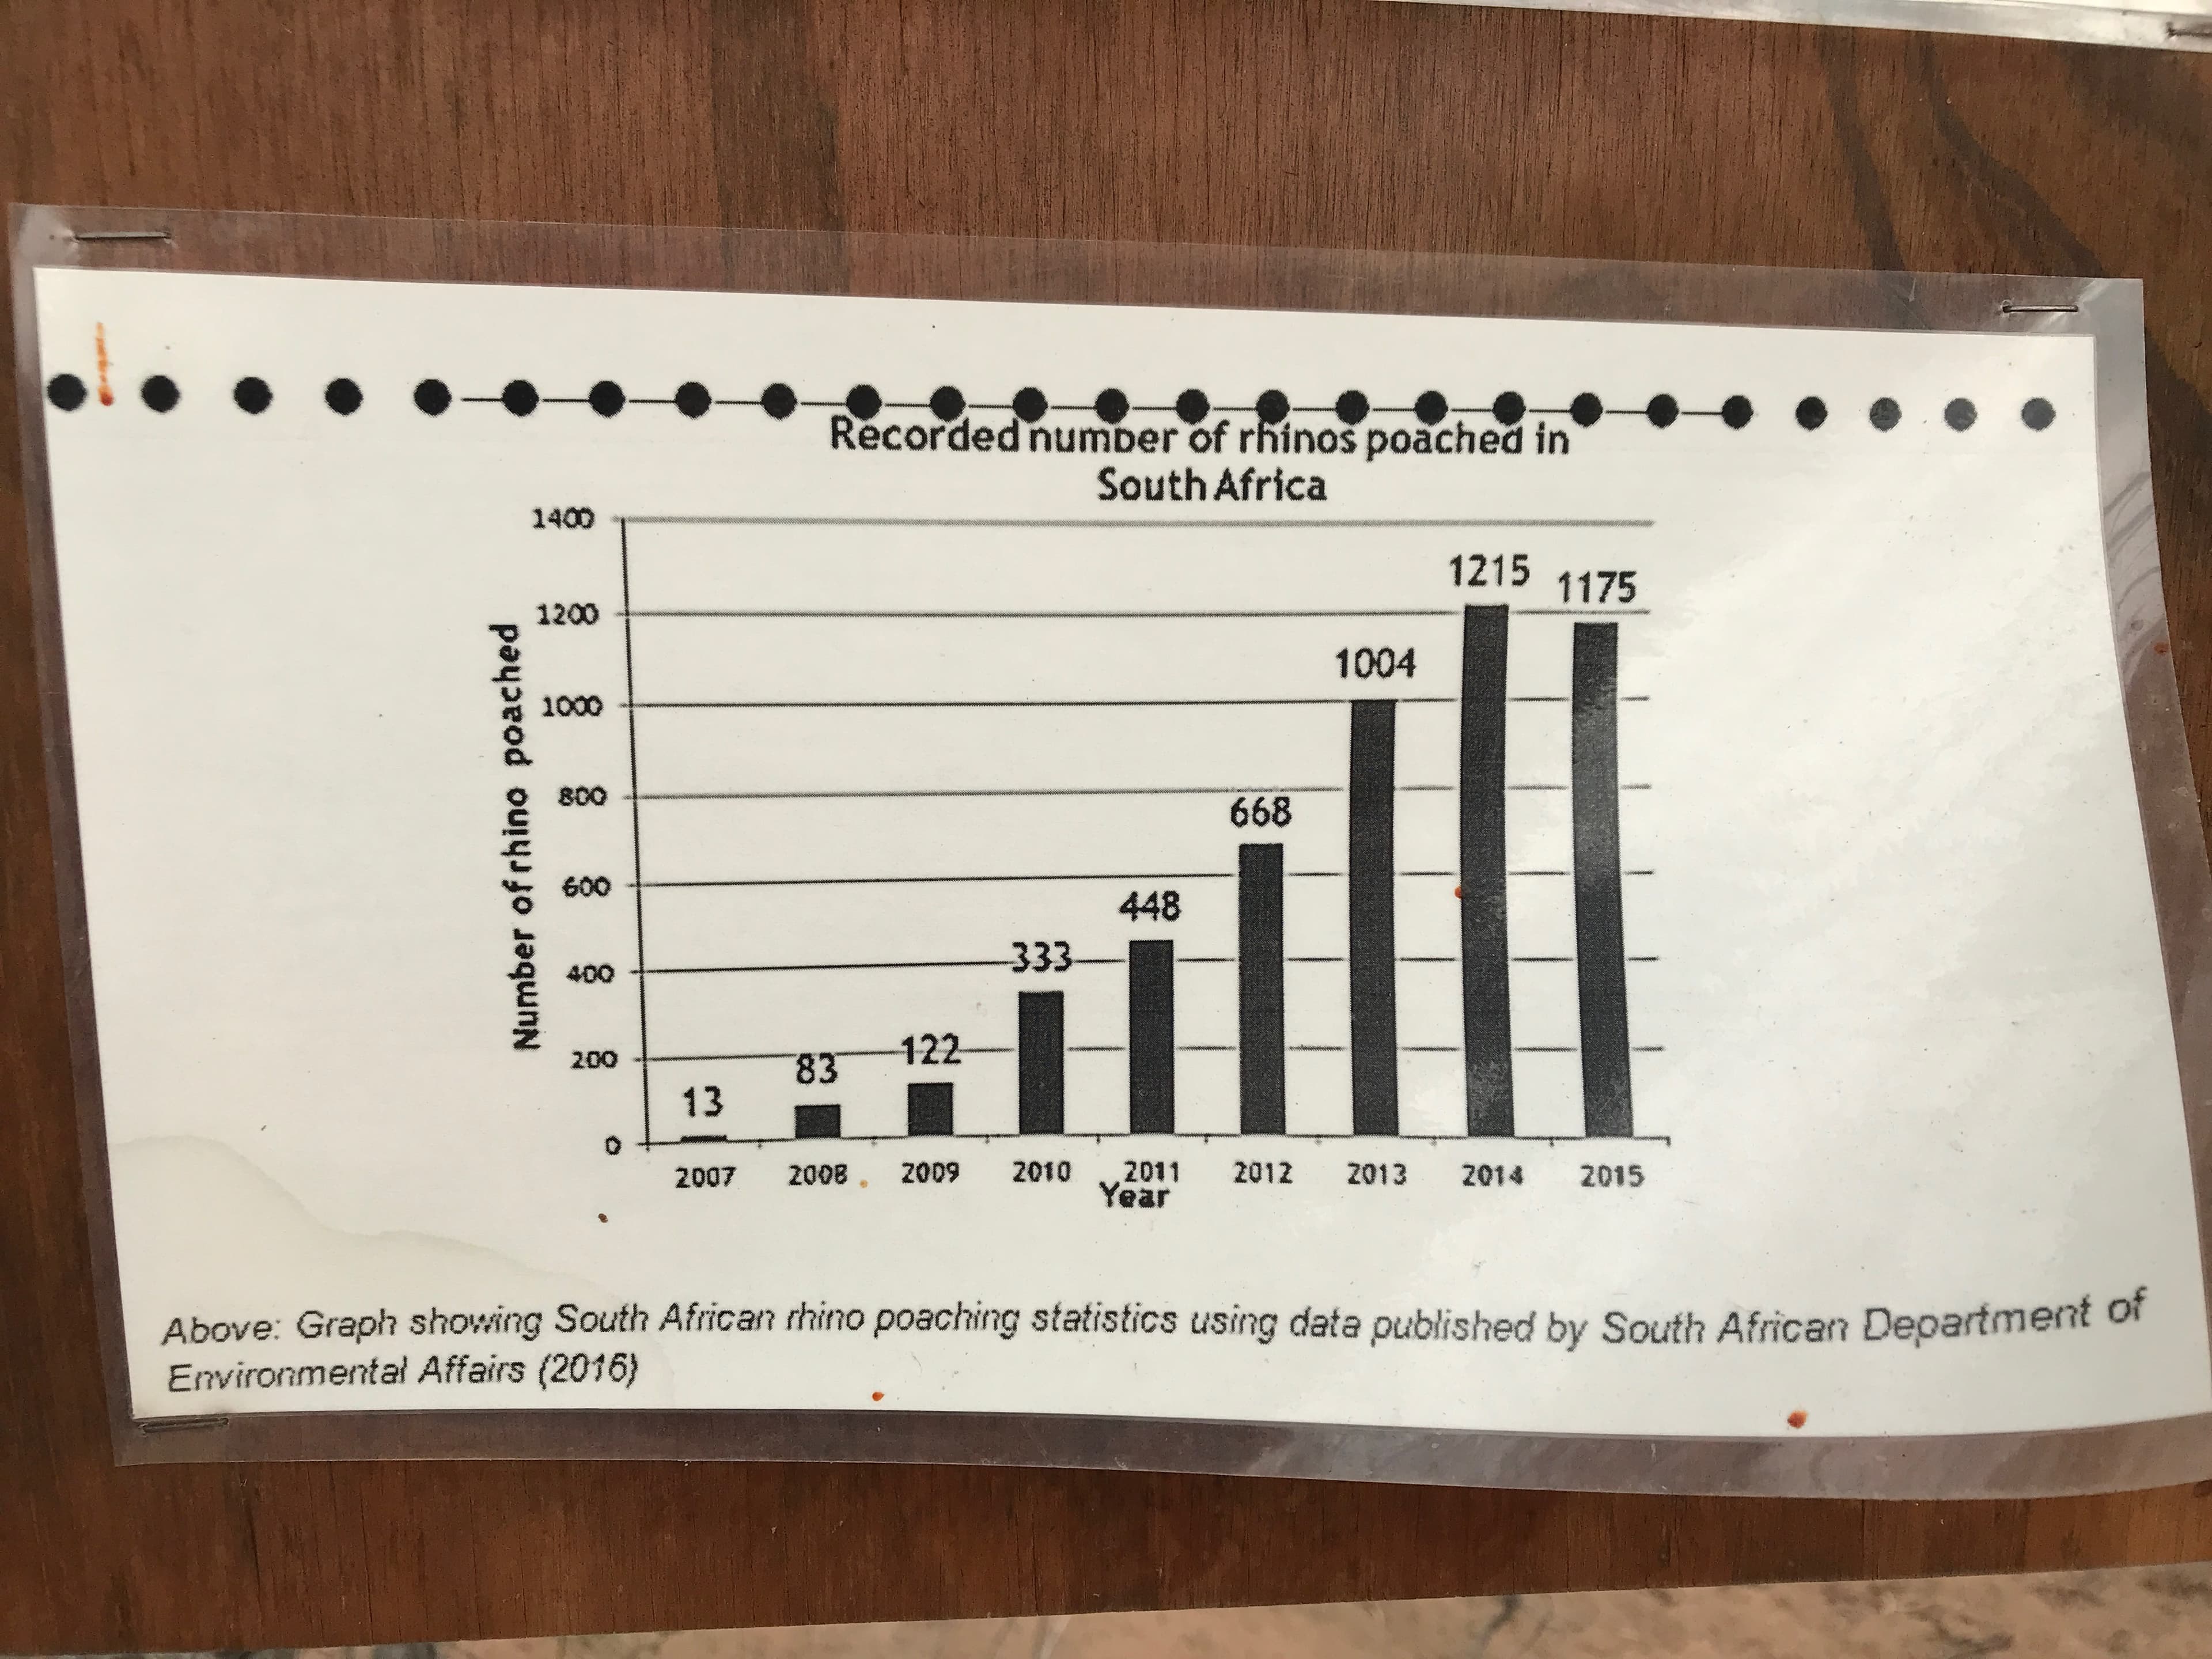 Recorded number of rhinos poached in
South Africa
Number of rhino poached
1400
1200
1000
800
600
400
200
0
13
83
122
333
448
668
1004
1215
1175
2007 2008 2009 2010 2011 2012 2013 2014 2015
Year
Above: Graph showing South African rhino poaching statistics using data published by South African Department of
Environmental Affairs (2016)